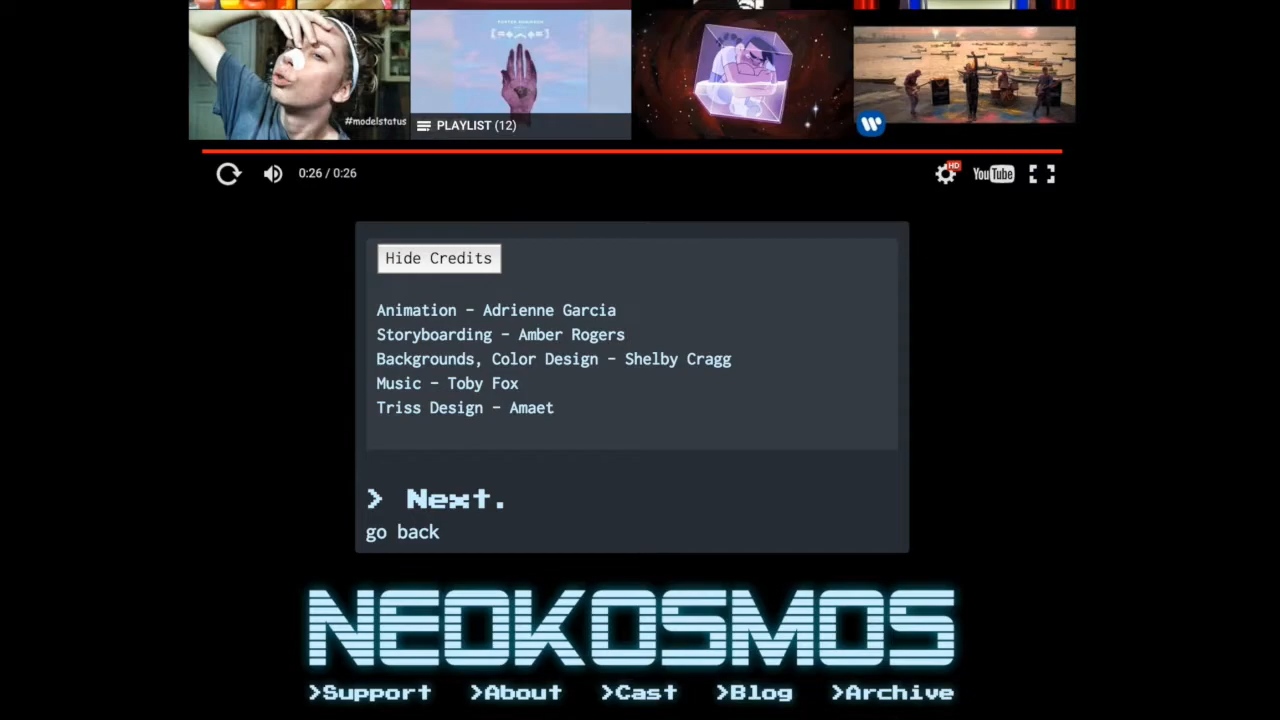 #modelstatus
PLAYLIST (12)
0:26 / 0:26
HD
YouTube
Hide Credits
Animation - Adrienne Garcia
Storyboarding - Amber Rogers
Backgrounds, Color Design - Shelby Cragg
Music - Toby Fox
Triss Design - Amaet
> Next.
go back
NEOKOSMOS
>Support >About >Cast >Blog >Archive